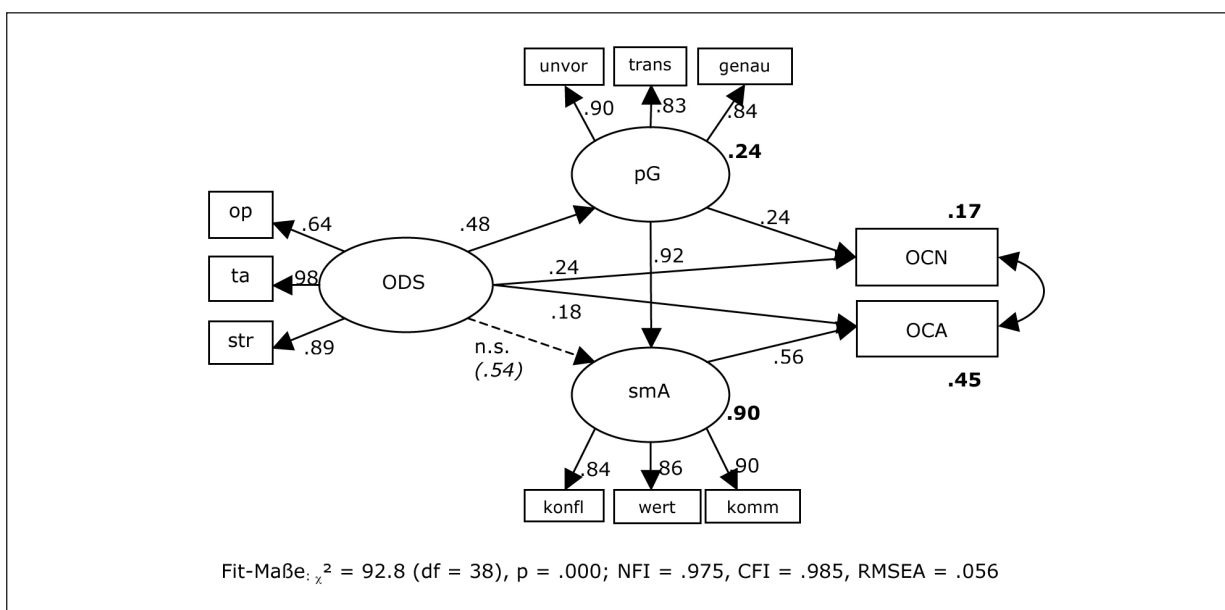 unvor
trans
genau
.90
.83
.84
.24
pG
op
.64
.48
.24
.17
ta
.98
ODS
.24
.92
OCN
str
.89
.18
OCA
n.s.
(.54)
.56
smA
.45
.90
.84
.86
.90
konfl
wert
komm
Fit-Maße: χ² = 92.8 (df = 38), p = .000; NFI = .975, CFI = .985, RMSEA = .056